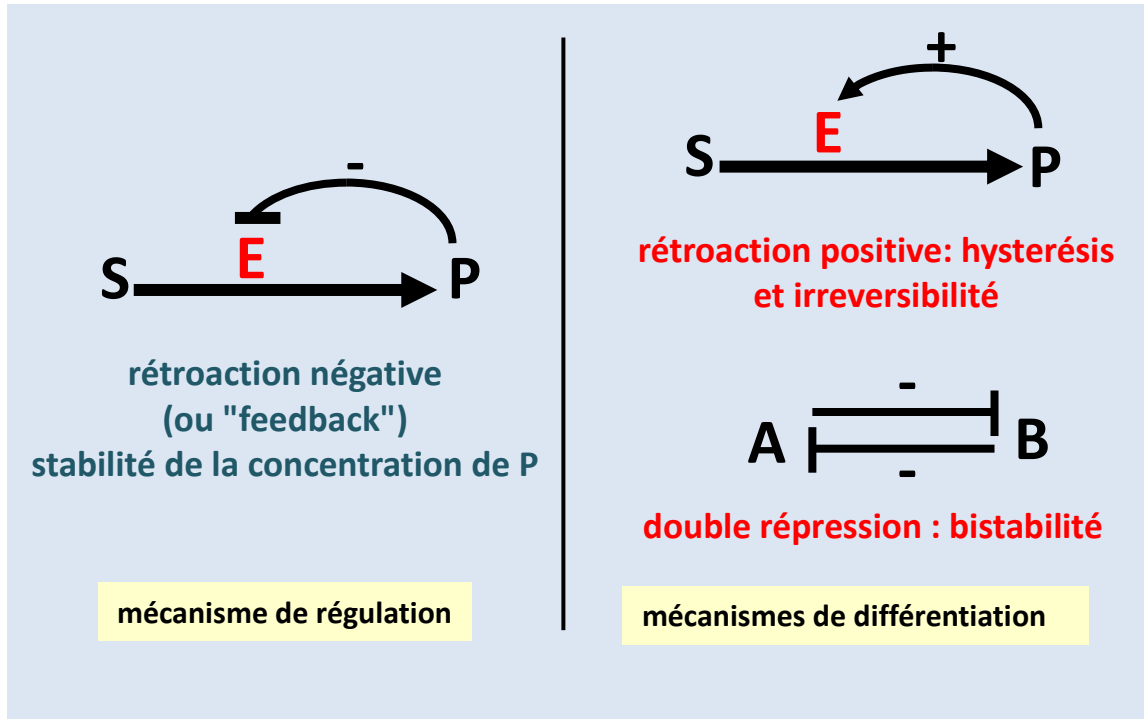 -
E
S
P
rétroaction négative
(ou "feedback")
stabilité de la concentration de P
mécanisme de régulation
+
E
S
P
rétroaction positive: hysterésis
et irreversibilité
-
A
B
-
double répression : bistabilité
mécanismes de différentiation